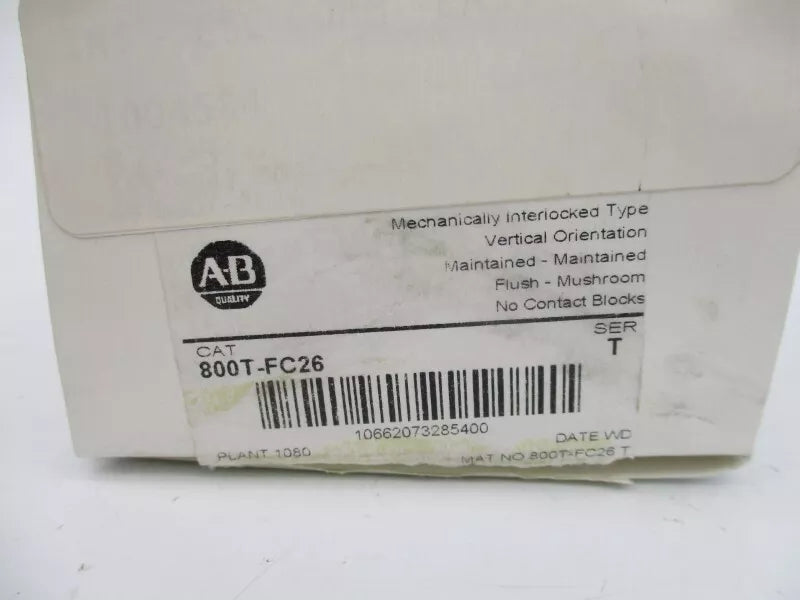 Mechanically Interlocked Type
Vertical Orientation
Maintained - Maintained
Flush - Mushroom
No Contact Blocks
A-B
QUALITY
CAT
800T-FC26
SER
T
10662073285400
PLANT 1080
DATE WD
MAT NO 800T-FC26 T